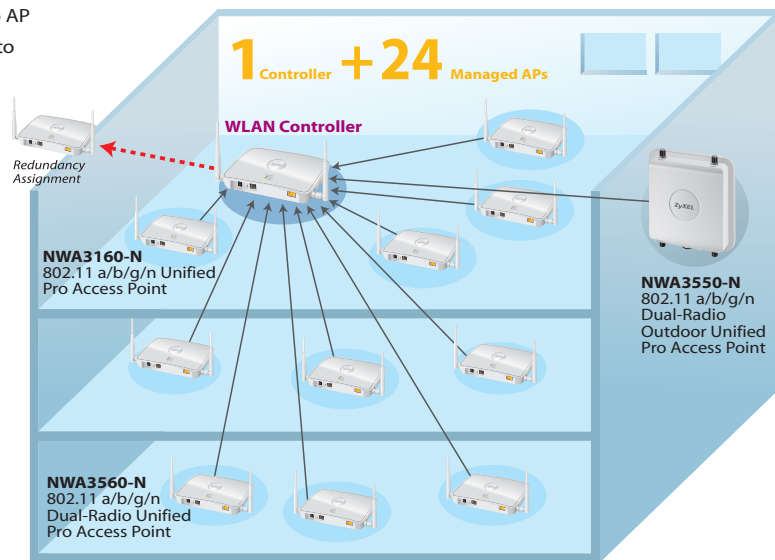 AP
to
1 Controller + 24 Managed APs
WLAN Controller
Redundancy
Assignment
NWA3160-N
802.11 a/b/g/n Unified
Pro Access Point
ZyXEL
NWA3550-N
802.11 a/b/g/n
Dual-Radio
Outdoor Unified
Pro Access Point
NWA3560-N
802.11 a/b/g/n
Dual-Radio Unified
Pro Access Point